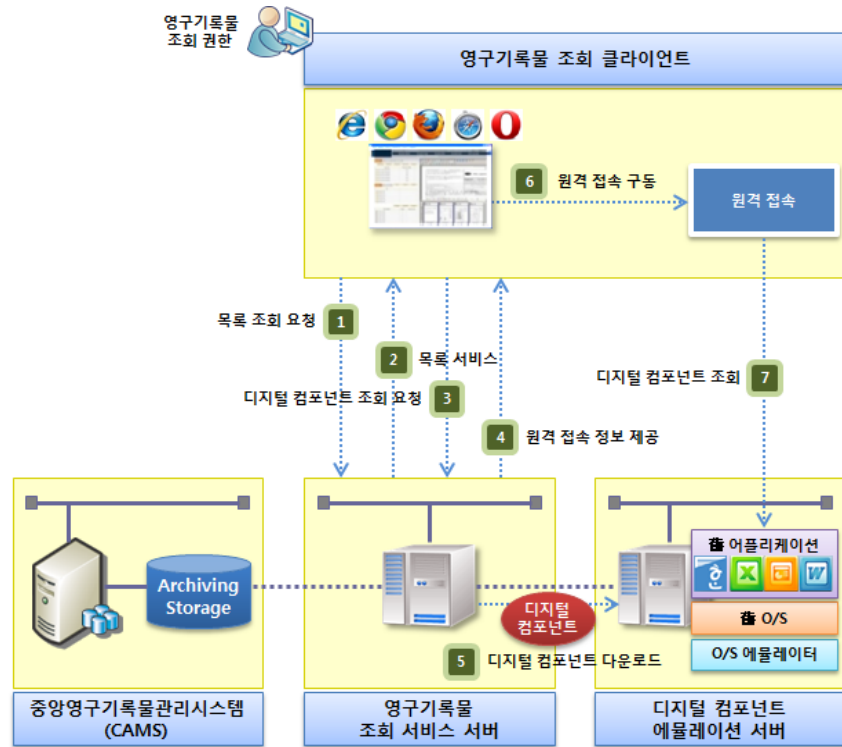 영구기록물
조회 권한
영구기록물 조회 클라이언트
6 원격 접속 구동
원격 접속
목록 조회 요청 1
2 목록 서비스
디지털 컴포넌트 조회 요청 3
4 원격 접속 정보 제공
디지털 컴포넌트 조회 7
Archiving
Storage
디지털
컴포넌트
5 디지털 컴포넌트 다운로드
舊 어플리케이션
舊 O/S
O/S 에뮬레이터
중앙영구기록물관리시스템
(CAMS)
영구기록물
조회 서비스 서버
디지털 컴포넌트
에뮬레이션 서버